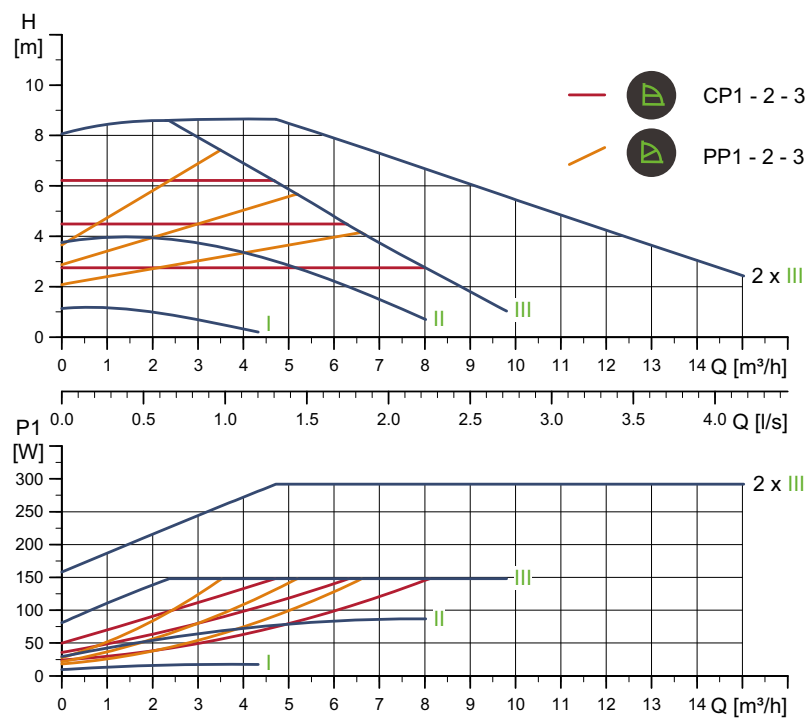 H
[m]
10
8
6
4
2
0
CP1 - 2 - 3
PP1 - 2 - 3
2 x III
III
II
I
0 1 2 3 4 5 6 7 8 9 10 11 12 13 14 Q [m³/h]
0.0 0.5 1.0 1.5 2.0 2.5 3.0 3.5 4.0 Q [l/s]
P1
[W]
300
250
200
150
100
50
0
2 x III
III
II
I
0 1 2 3 4 5 6 7 8 9 10 11 12 13 14 Q [m³/h]